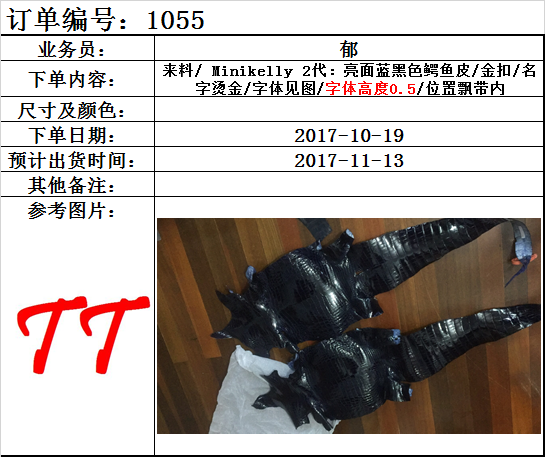 订单编号：1055
业务员：
郁
下单内容：
来料/ Minikelly 2代：亮面蓝黑色鳄鱼皮/金扣/名
字烫金/字体见图/字体高度0.5/位置飘带内
尺寸及颜色：
下单日期：
2017-10-19
预计出货时间：
2017-11-13
其他备注：
参考图片：
TT